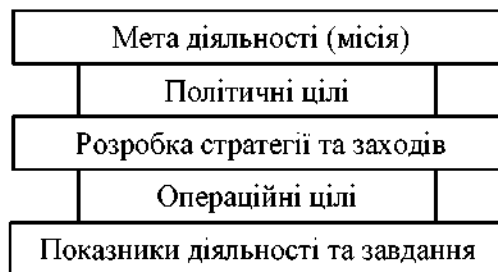 Мета діяльності (місія)
Політичні цілі
Розробка стратегії та заходів
Операційні цілі
Показники діяльності та завдання